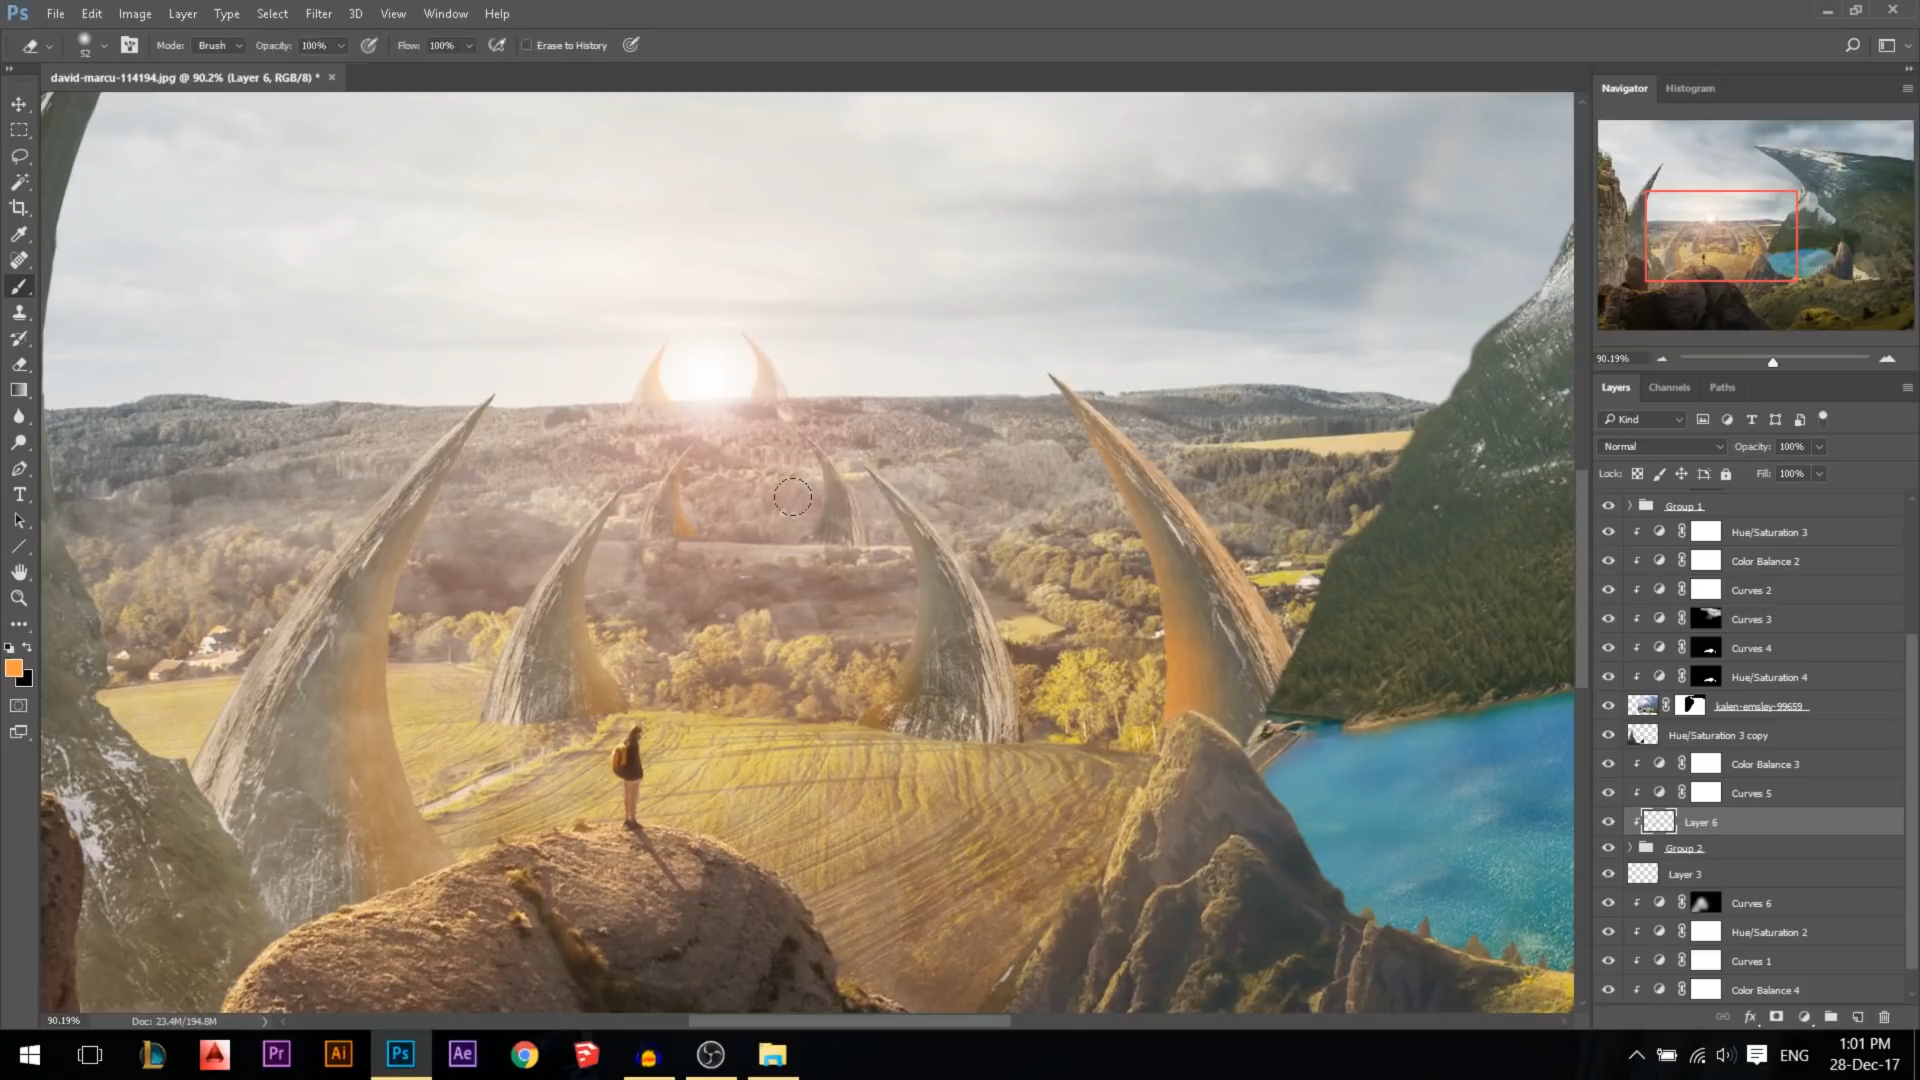 Ps File Edit Image Layer Type Select Filter 3D View Window Help
52 Mode: Brush Opacity: 100% Flow: 100% Erase to History
david-marcu-114194.jpg @ 90.2% (Layer 6, RGB/8) *
Navigator Histogram
90.19%
Layers Channels Paths
Kind
Normal Opacity: 100%
Lock: Fill: 100%
Group 1
Hue/Saturation 3
Color Balance 2
Curves 2
Curves 3
Curves 4
Hue/Saturation 4
kalen-emsley-99659
Hue/Saturation 3 copy
Color Balance 3
Curves 5
Layer 6
Group 2
Layer 3
Curves 6
Hue/Saturation 2
Curves 1
Color Balance 4
90.19% Doc: 23.4M/194.8M
Pr Ai Ps Ae
ENG
1:01 PM
28-Dec-17